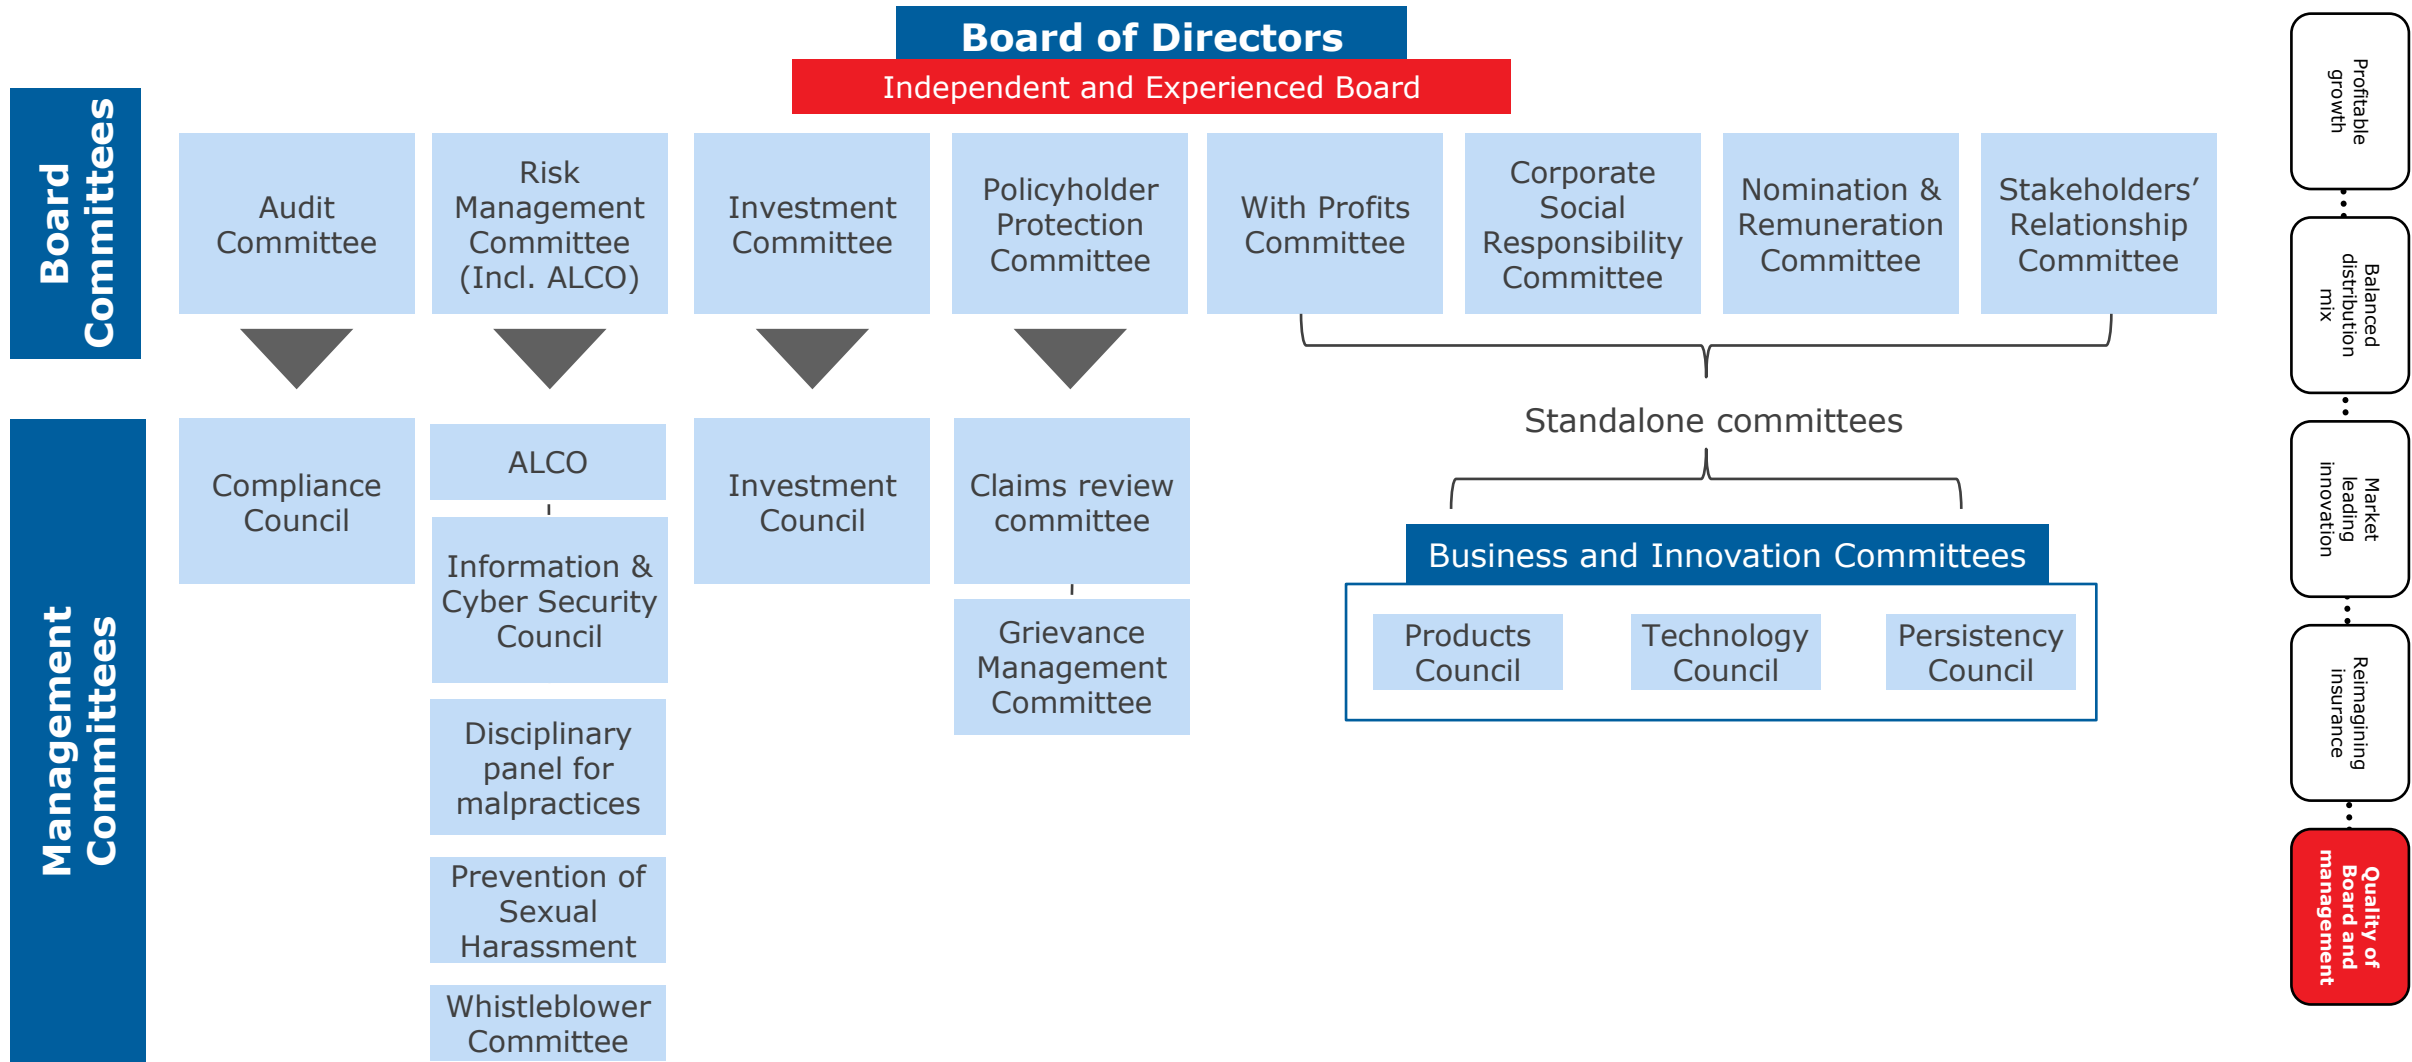 Board of Directors
Independent and Experienced Board
Board
Committees
Audit
Committee
Risk
Management
Committee
(Incl. ALCO)
Investment
Committee
Policyholder
Protection
Committee
With Profits
Committee
Corporate
Social
Responsibility
Committee
Nomination &
Remuneration
Committee
Stakeholders’
Relationship
Committee
Management
Committees
Compliance
Council
ALCO
Information &
Cyber Security
Council
Disciplinary
panel for
malpractices
Prevention of
Sexual
Harassment
Whistleblower
Committee
Investment
Council
Claims review
committee
Grievance
Management
Committee
Standalone committees
Business and Innovation Committees
Products
Council
Technology
Council
Persistency
Council
Profitable
growth
Balanced
distribution
mix
Market
leading
innovation
Reimagining
insurance
Quality of
Board and
management